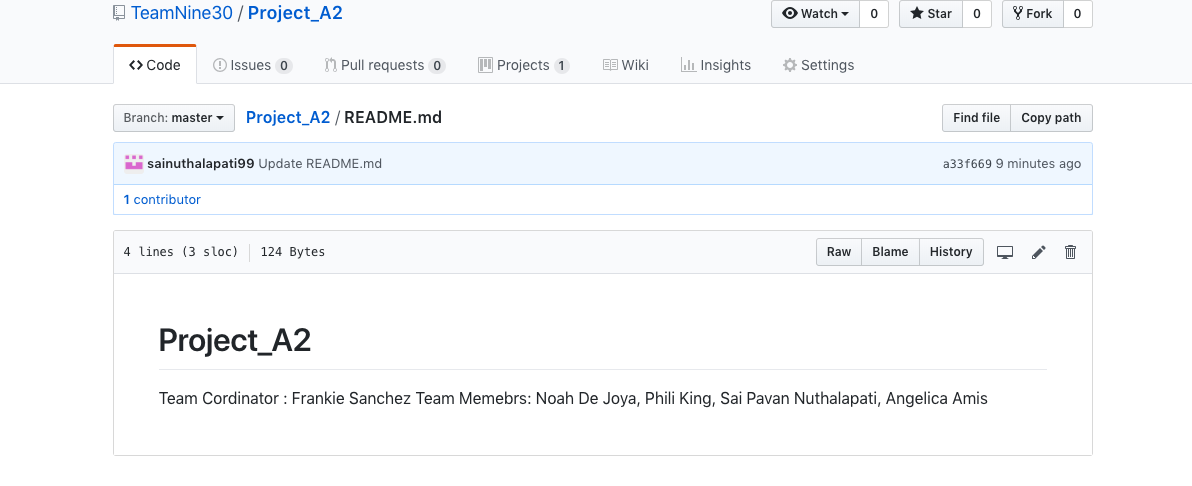 TeamNine30 / Project_A2 Watch 0 Star 0 Fork 0
Code Issues 0 Pull requests 0 Projects 1 Wiki Insights Settings
Branch: master Project_A2 / README.md Find file Copy path
sainuthalapati99 Update README.md a33f669 9 minutes ago
1 contributor
4 lines (3 sloc) 124 Bytes Raw Blame History
Project_A2
Team Cordinator : Frankie Sanchez Team Memebrs: Noah De Joya, Phili King, Sai Pavan Nuthalapati, Angelica Amis